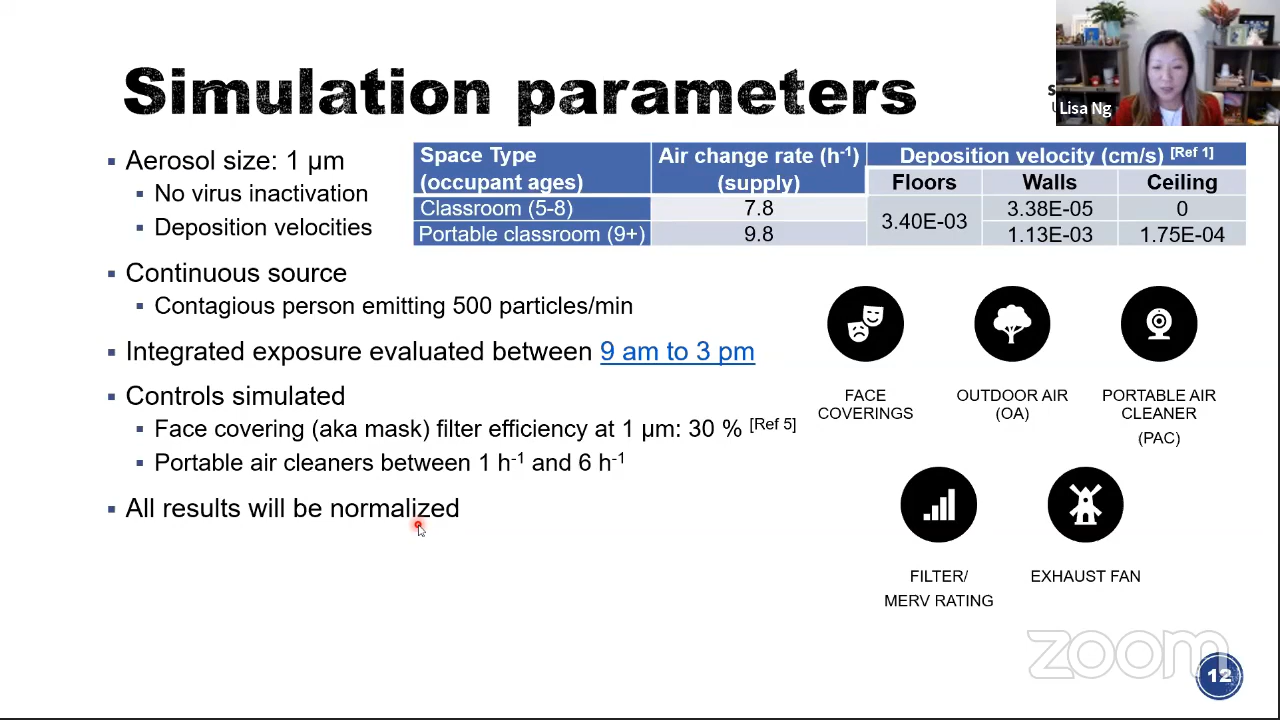 Simulation parameters
Lisa Ng
▪ Aerosol size: 1 µm
▪ No virus inactivation
▪ Deposition velocities
Space Type (occupant ages) Air change rate (h-1) (supply) Deposition velocity (cm/s) [Ref 1]
Floors Walls Ceiling
Classroom (5-8) 7.8 3.40E-03 3.38E-05 0
Portable classroom (9+) 9.8 1.13E-03 1.75E-04
▪ Continuous source
▪ Contagious person emitting 500 particles/min
▪ Integrated exposure evaluated between 9 am to 3 pm
▪ Controls simulated
▪ Face covering (aka mask) filter efficiency at 1 µm: 30 % [Ref 5]
▪ Portable air cleaners between 1 h-1 and 6 h-1
▪ All results will be normalized
FACE COVERINGS
OUTDOOR AIR (OA)
PORTABLE AIR CLEANER (PAC)
FILTER/ MERV RATING
EXHAUST FAN
zoom
12